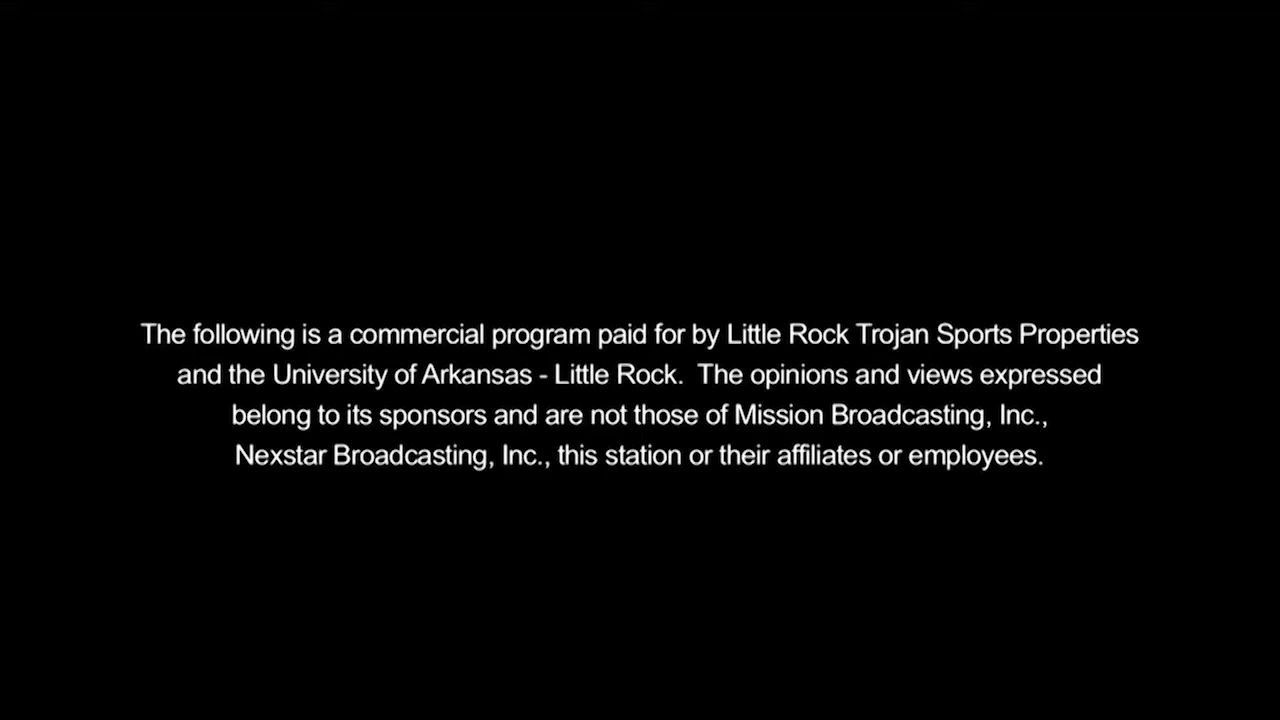 The following is a commercial program paid for by Little Rock Trojan Sports Properties
and the University of Arkansas - Little Rock.  The opinions and views expressed
belong to its sponsors and are not those of Mission Broadcasting, Inc.,
Nexstar Broadcasting, Inc., this station or their affiliates or employees.